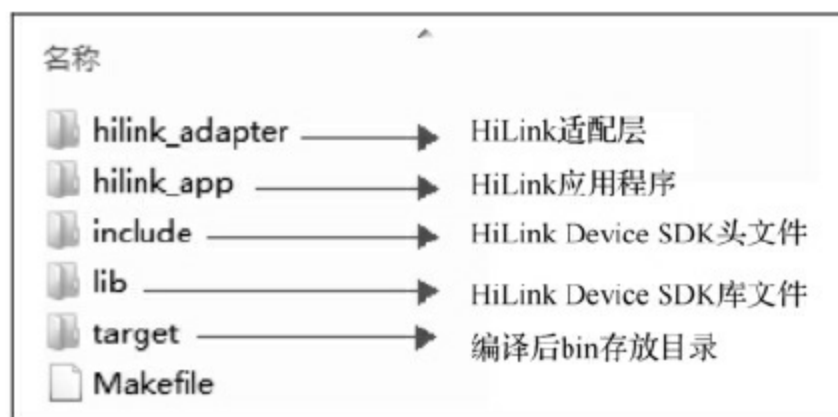 名称
hilink_adapter HiLink适配层
hilink_app HiLink应用程序
include HiLink Device SDK头文件
lib HiLink Device SDK库文件
target 编译后bin存放目录
Makefile